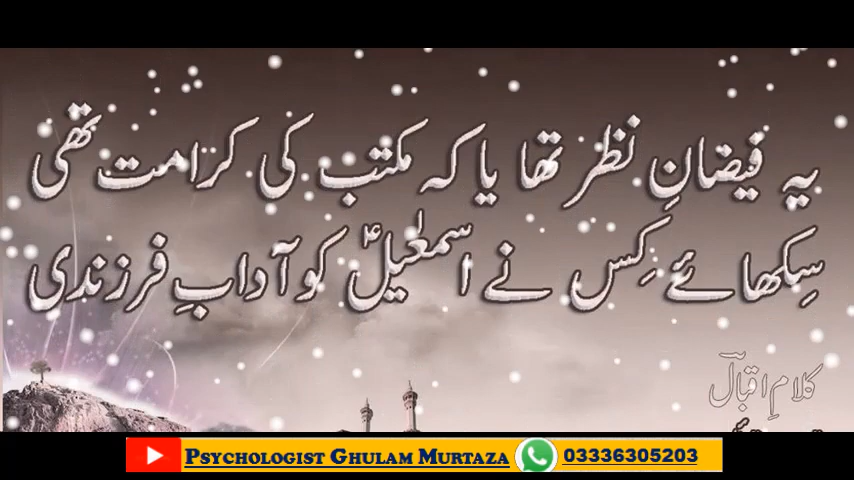 یہ فیضانِ نظر تھا یا کہ مکتب کی کرامت تھی
سِکھائے کِس نے اسمٰعیلؑ کو آدابِ فرزندی
کلامِ اقبالؒ
Psychologist Ghulam Murtaza 03336305203